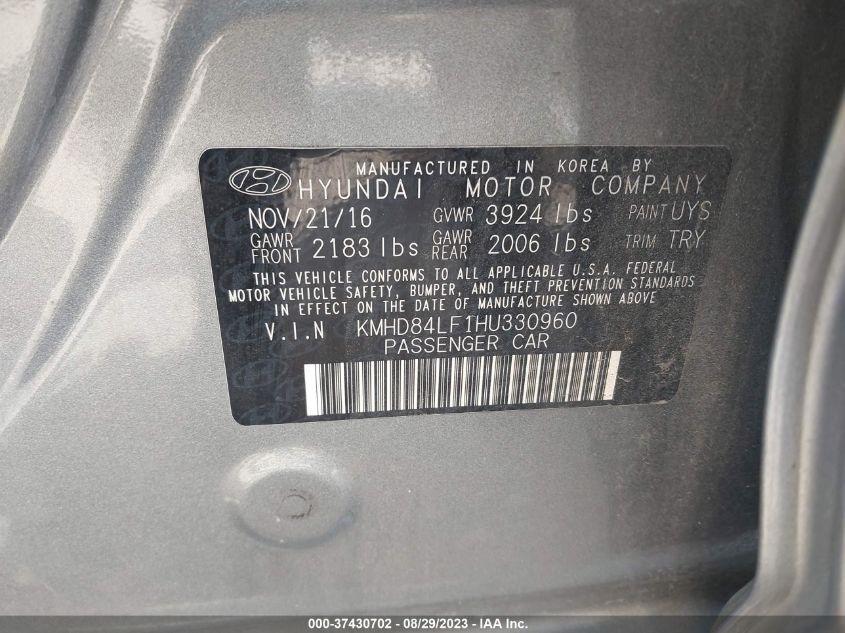 MANUFACTURED IN KOREA BY
HYUNDAI MOTOR COMPANY
NOV/21/16 GVWR 3924 lbs PAINT UYS
GAWR FRONT 2183 lbs GAWR REAR 2006 lbs TRIM TRY
THIS VEHICLE CONFORMS TO ALL APPLICABLE U.S.A. FEDERAL
MOTOR VEHICLE SAFETY, BUMPER, AND THEFT PREVENTION STANDARDS
IN EFFECT ON THE DATE OF MANUFACTURE SHOWN ABOVE
V.I.N KMHD84LF1HU330960
PASSENGER CAR
000-37430702 - 08/29/2023 - IAA Inc.